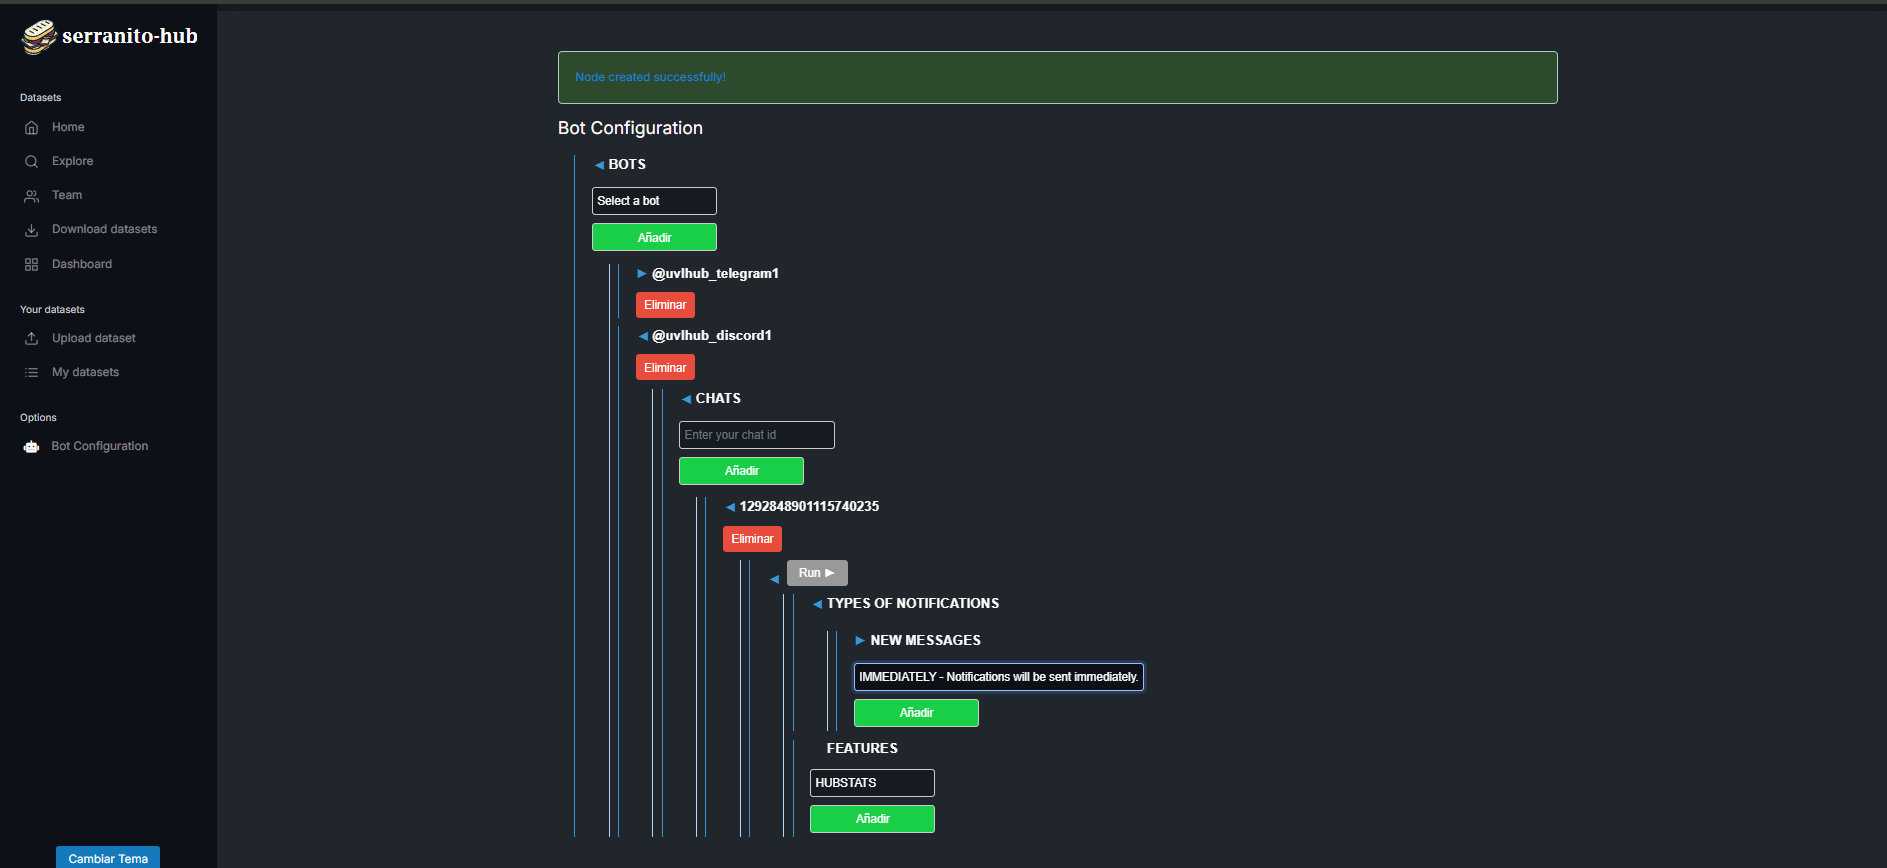 serranito-hub
Datasets
Home
Explore
Team
Download datasets
Dashboard
Your datasets
Upload dataset
My datasets
Options
Bot Configuration
Cambiar Tema
Node created successfully!
Bot Configuration
BOTS
Select a bot
Añadir
@uvlhub_telegram1
Eliminar
@uvlhub_discord1
Eliminar
CHATS
Enter your chat id
Añadir
1292848901115740235
Eliminar
Run
TYPES OF NOTIFICATIONS
NEW MESSAGES
IMMEDIATELY - Notifications will be sent immediately.
Añadir
FEATURES
HUBSTATS
Añadir